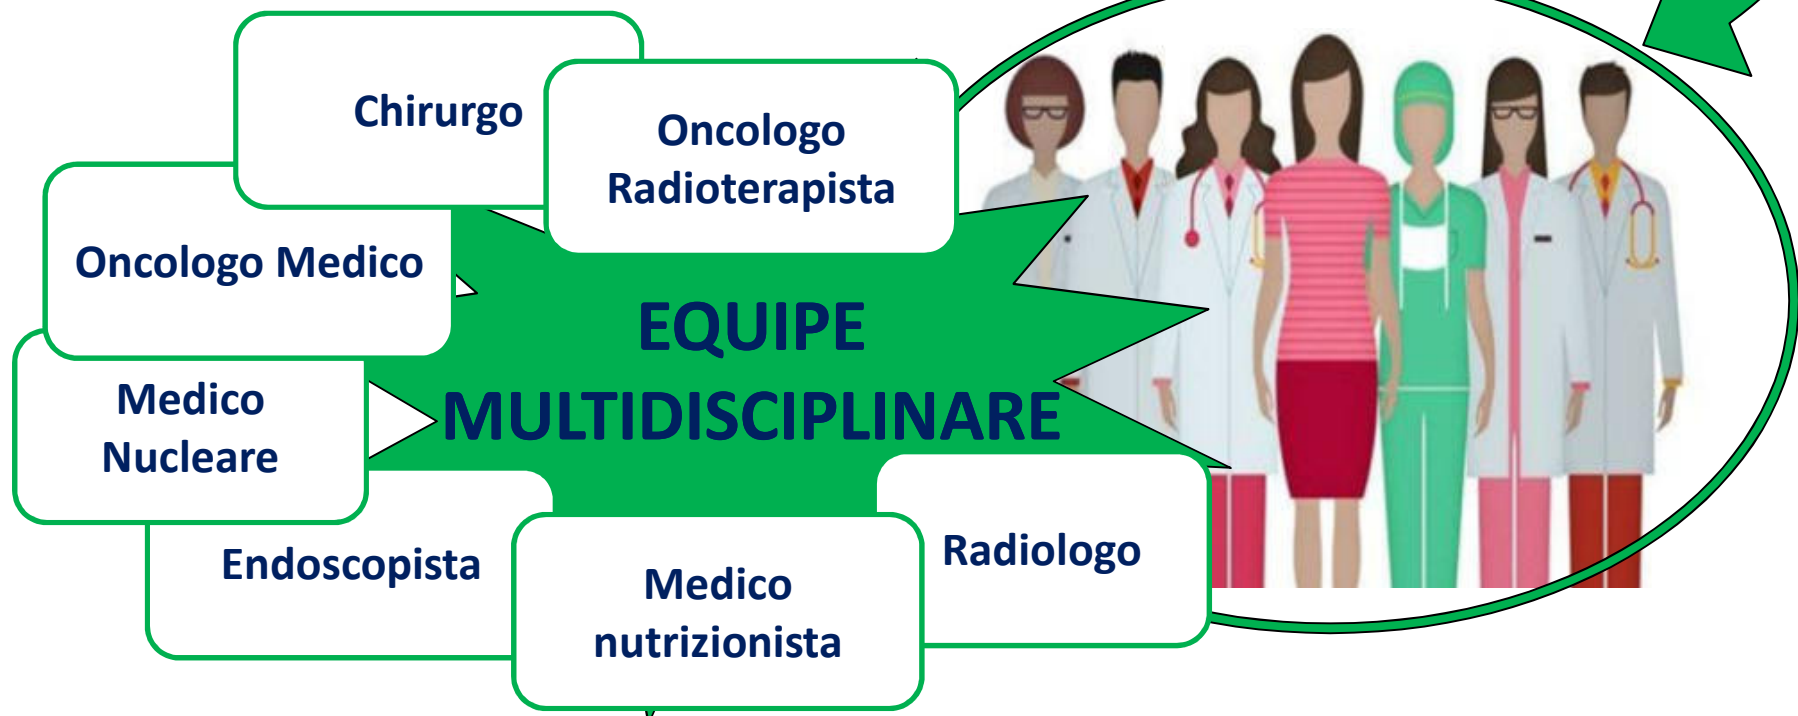 Chirurgo
Oncologo
Radioterapista
Oncologo Medico
EQUIPE
MULTIDISCIPLINARE
Medico
Nucleare
Endoscopista
Medico
nutrizionista
Radiologo